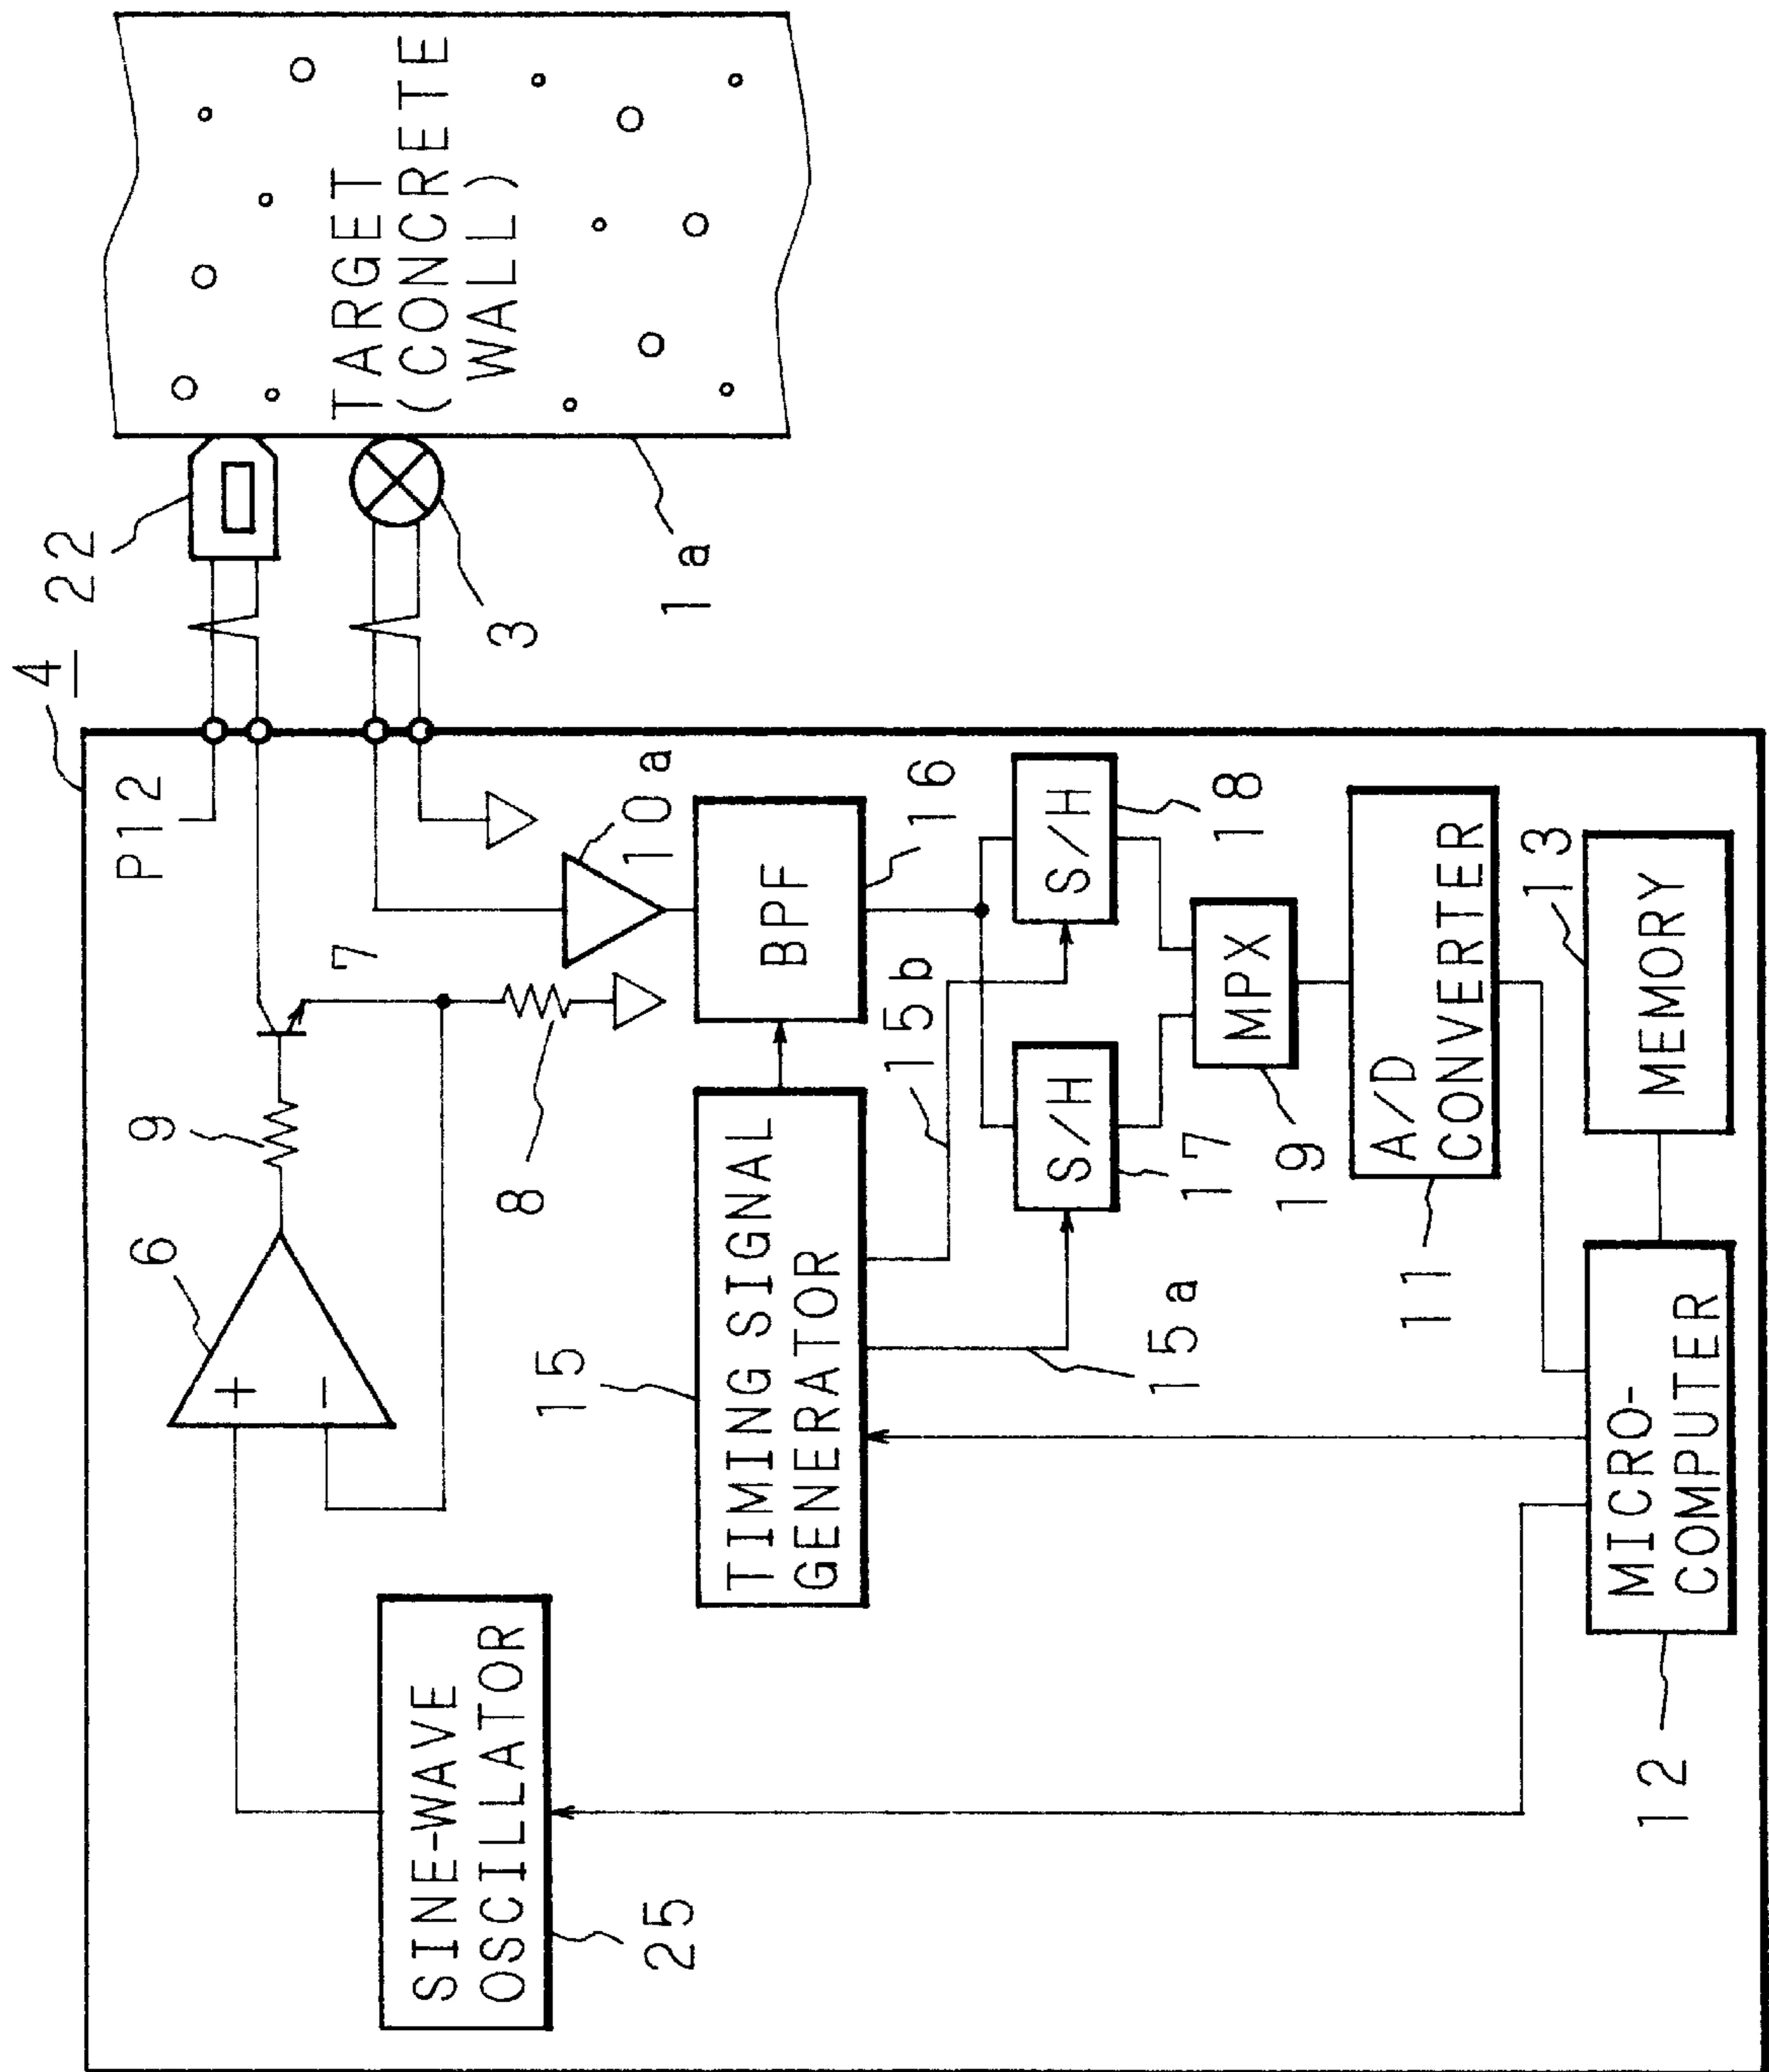 4
22
TARGET
(CONCRETE
WALL)
3
1a
P12
7
9
6
8
10a
SINE-WAVE
OSCILLATOR
25
15
TIMING SIGNAL
GENERATOR
BPF
16
15b
15a
S/H
17
S/H
18
MPX
19
A/D
CONVERTER
11
MICRO-
COMPUTER
12
MEMORY
13